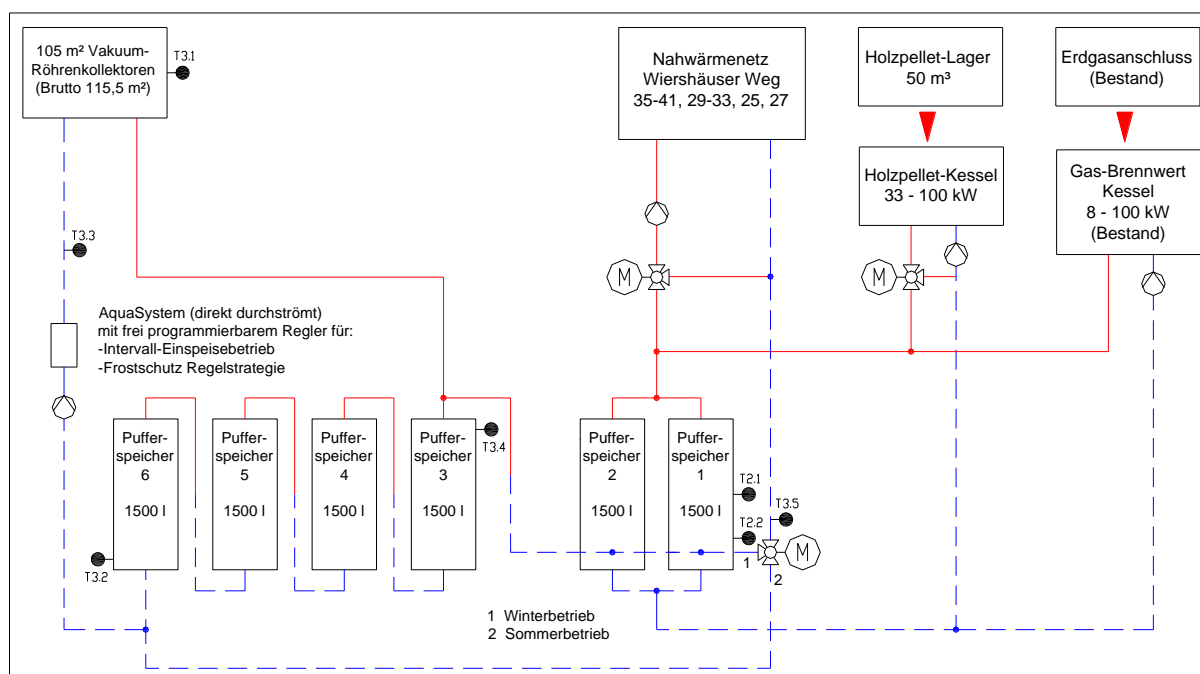 105 m² Vakuum-
Röhrenkollektoren
(Brutto 115,5 m²)
T3.1
Nahwärmenetz
Wiershäuser Weg
35-41, 29-33, 25, 27
Holzpellet-Lager
50 m³
Erdgasanschluss
(Bestand)
Holzpellet-Kessel
33 - 100 kW
Gas-Brennwert
Kessel
8 - 100 kW
(Bestand)
T3.3
M
M
AquaSystem (direkt durchströmt)
mit frei programmierbarem Regler für:
-Intervall-Einspeisebetrieb
-Frostschutz Regelstrategie
Puffer-
speicher
6
1500 l
Puffer-
speicher
5
1500 l
Puffer-
speicher
4
1500 l
Puffer-
speicher
3
1500 l
T3.4
Puffer-
speicher
2
1500 l
Puffer-
speicher
1
1500 l
T2.1
T2.2
T3.5
T3.2
M
1
2
1 Winterbetrieb
2 Sommerbetrieb